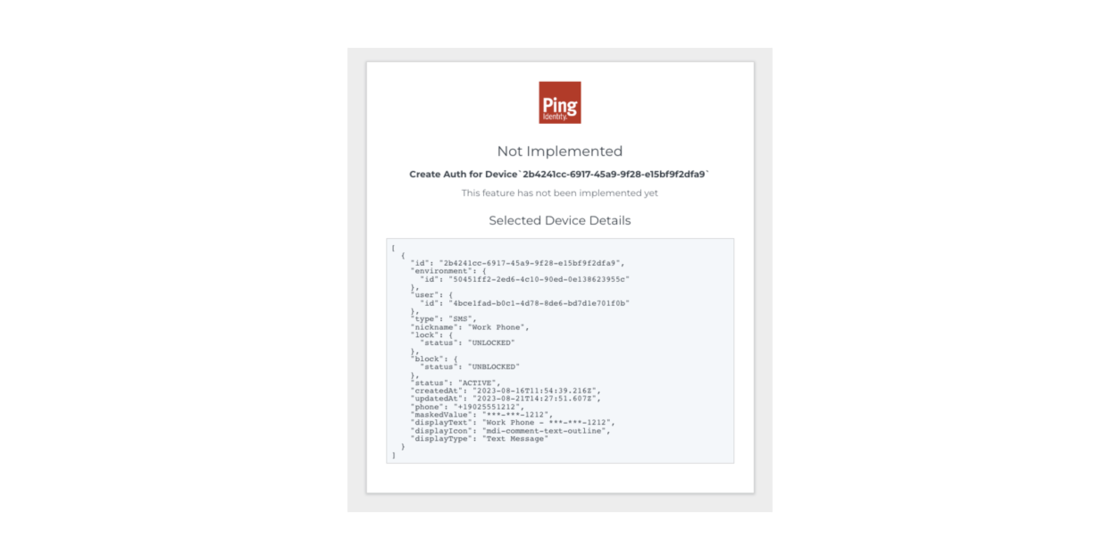 Ping
Identity.
Not Implemented
Create Auth for Device`2b4241cc-6917-45a9-9f28-e15bf9f2dfa9`
This feature has not been implemented yet
Selected Device Details
[
{
"id": "2b4241cc-6917-45a9-9f28-e15bf9f2dfa9",
"environment": {
"id": "50451ff2-2ed6-4c10-90ed-0e138623955c"
},
"user": {
"id": "4bce1fad-b0c1-4d78-8de6-bd7d1e701f0b"
},
"type": "SMS",
"nickname": "Work Phone",
"lock": {
"status": "UNLOCKED"
},
"block": {
"status": "UNBLOCKED"
},
"status": "ACTIVE",
"createdAt": "2023-08-16T11:54:39.216Z",
"updatedAt": "2023-08-21T14:27:51.607Z",
"phone": "+19025551212",
"maskedValue": "***-***-1212",
"displayText": "Work Phone - ***-***-1212",
"displayIcon": "mdi-comment-text-outline",
"displayType": "Text Message"
}
]